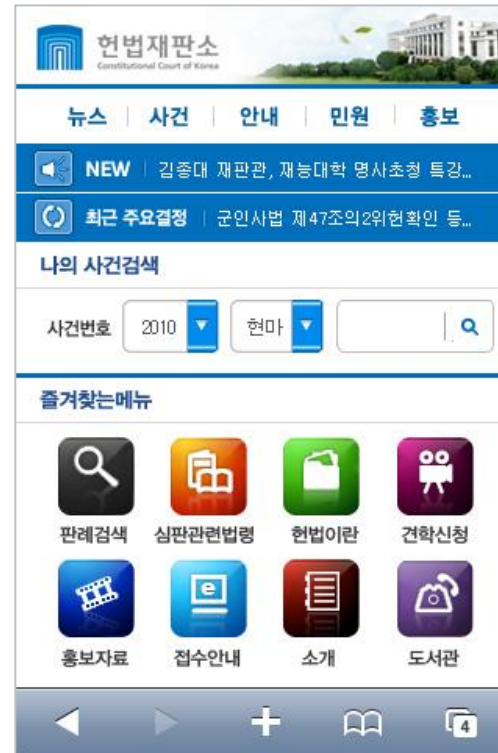 헌법재판소
Constitutional Court of Korea
뉴스 사건 안내 민원 홍보
NEW 김종대 재판관, 재능대학 명사초청 특강...
최근 주요결정 군인사법 제47조의2위헌확인 등...
나의 사건검색
사건번호 2010 헌마
즐겨찾는메뉴
판례검색 심판관련법령 헌법이란 견학신청
e
홍보자료 접수안내 소개 도서관
4